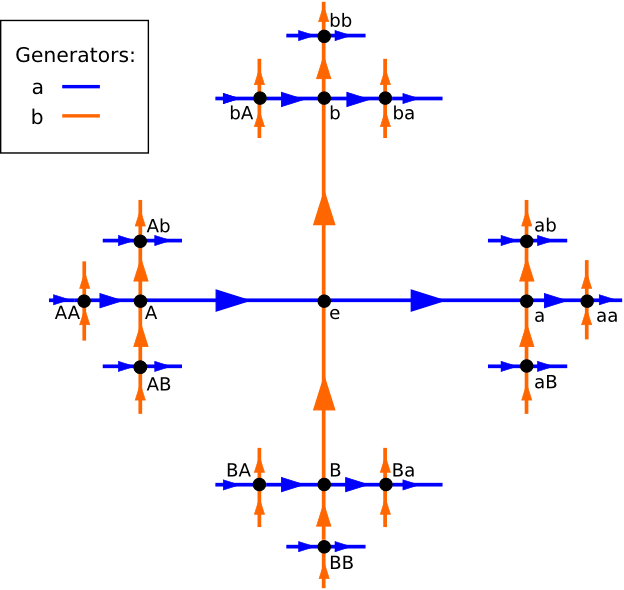 Generators:
a
b
bb
bA b ba
Ab ab
AA A e a aa
AB aB
BA B Ba
BB